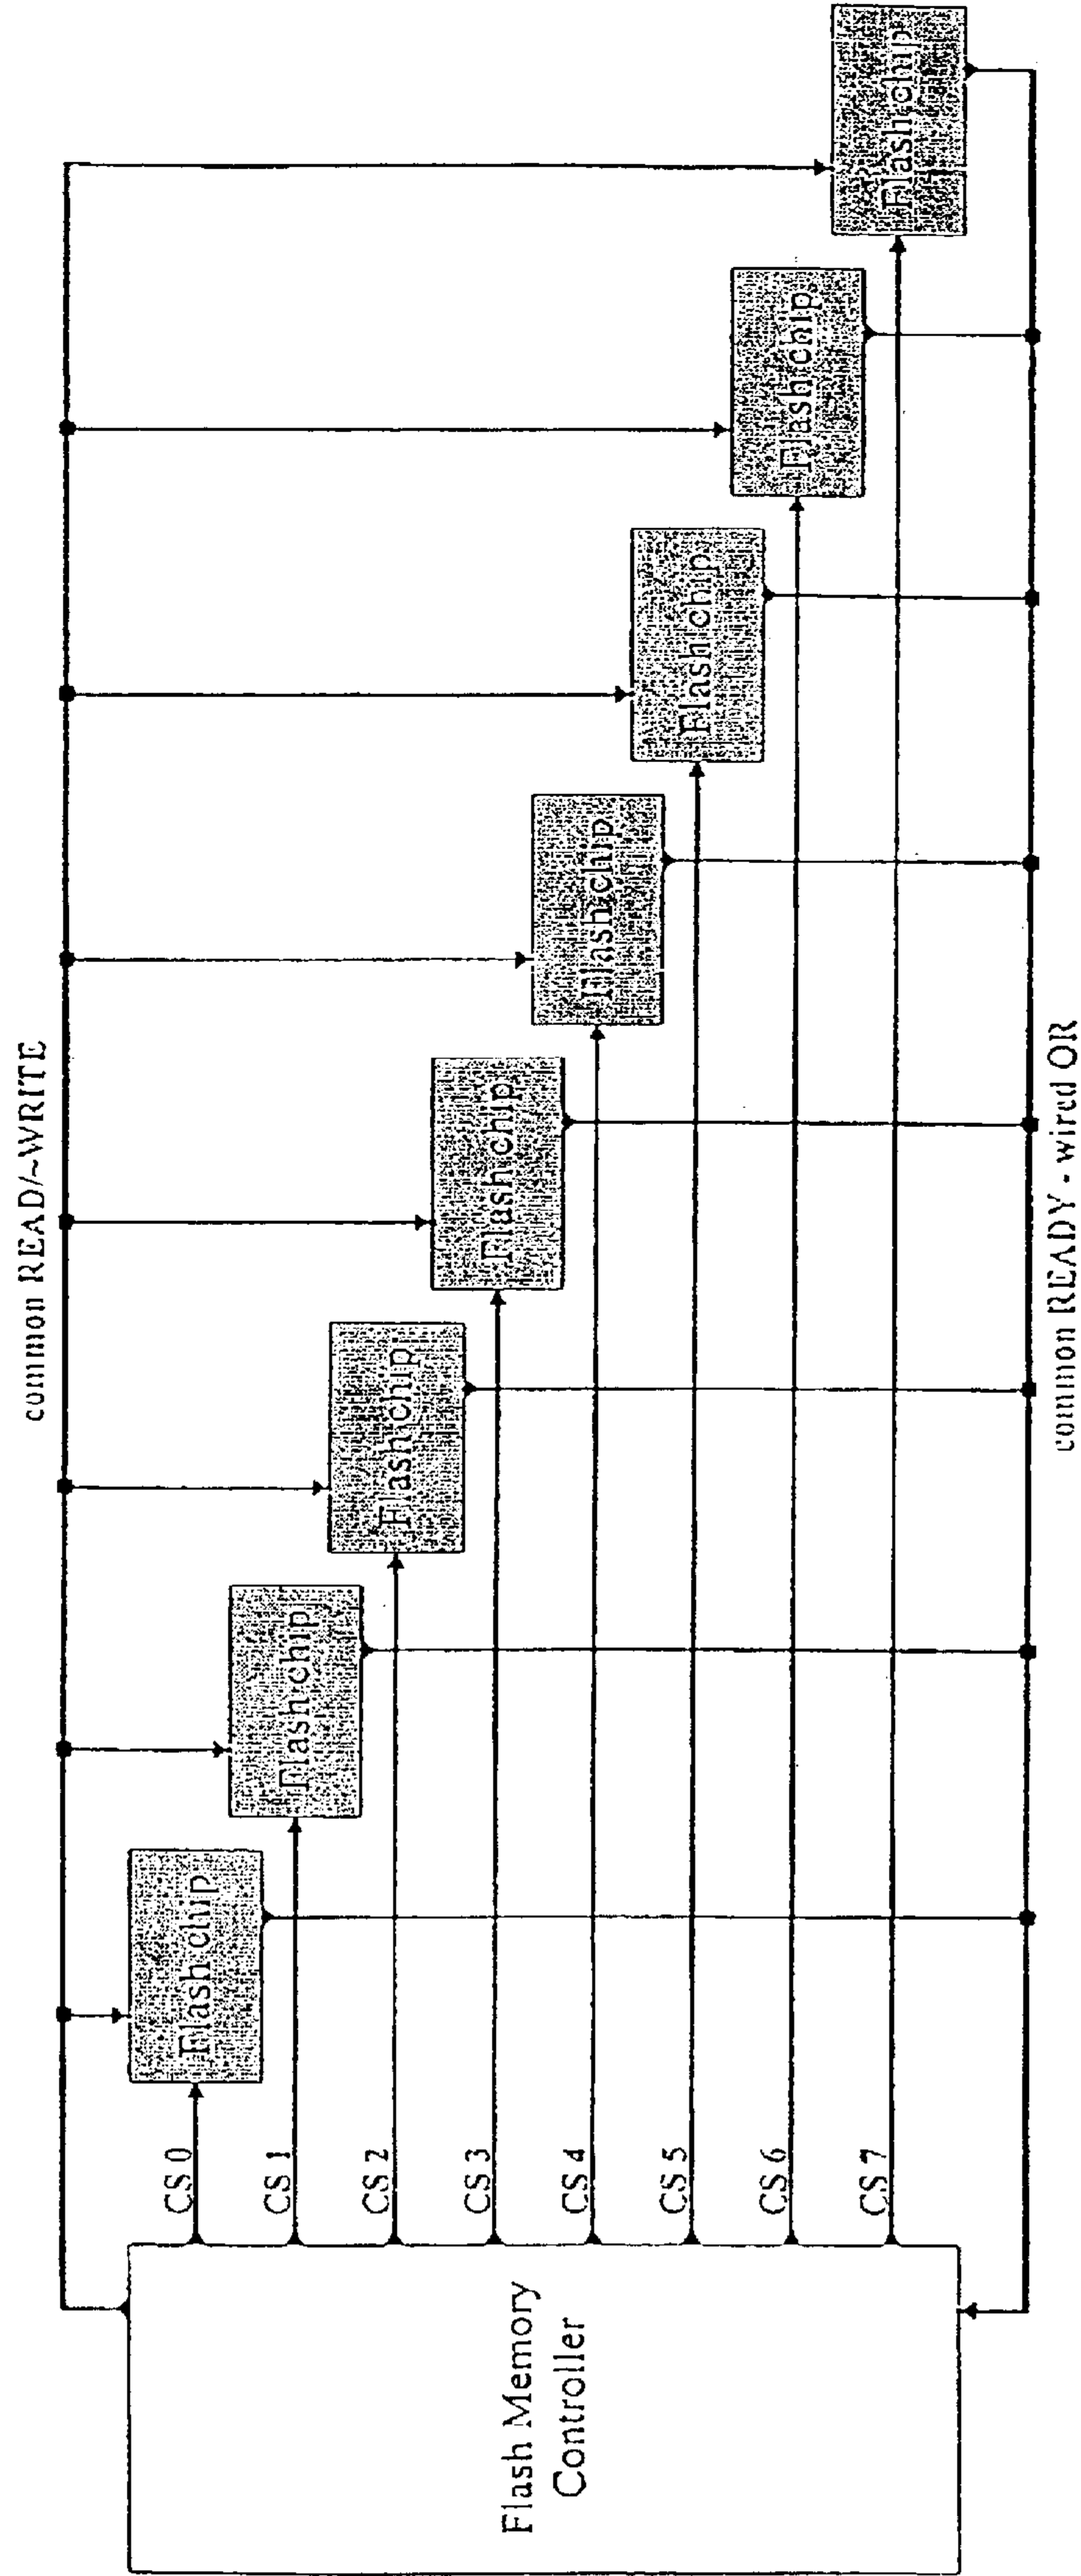 common READ/~WRITE
Flash Memory
Controller
CS 0
CS 1
CS 2
CS 3
CS 4
CS 5
CS 6
CS 7
Flash chip
Flash chip
Flash chip
Flash chip
Flash chip
Flash chip
Flash chip
Flash chip
common READY - wired OR